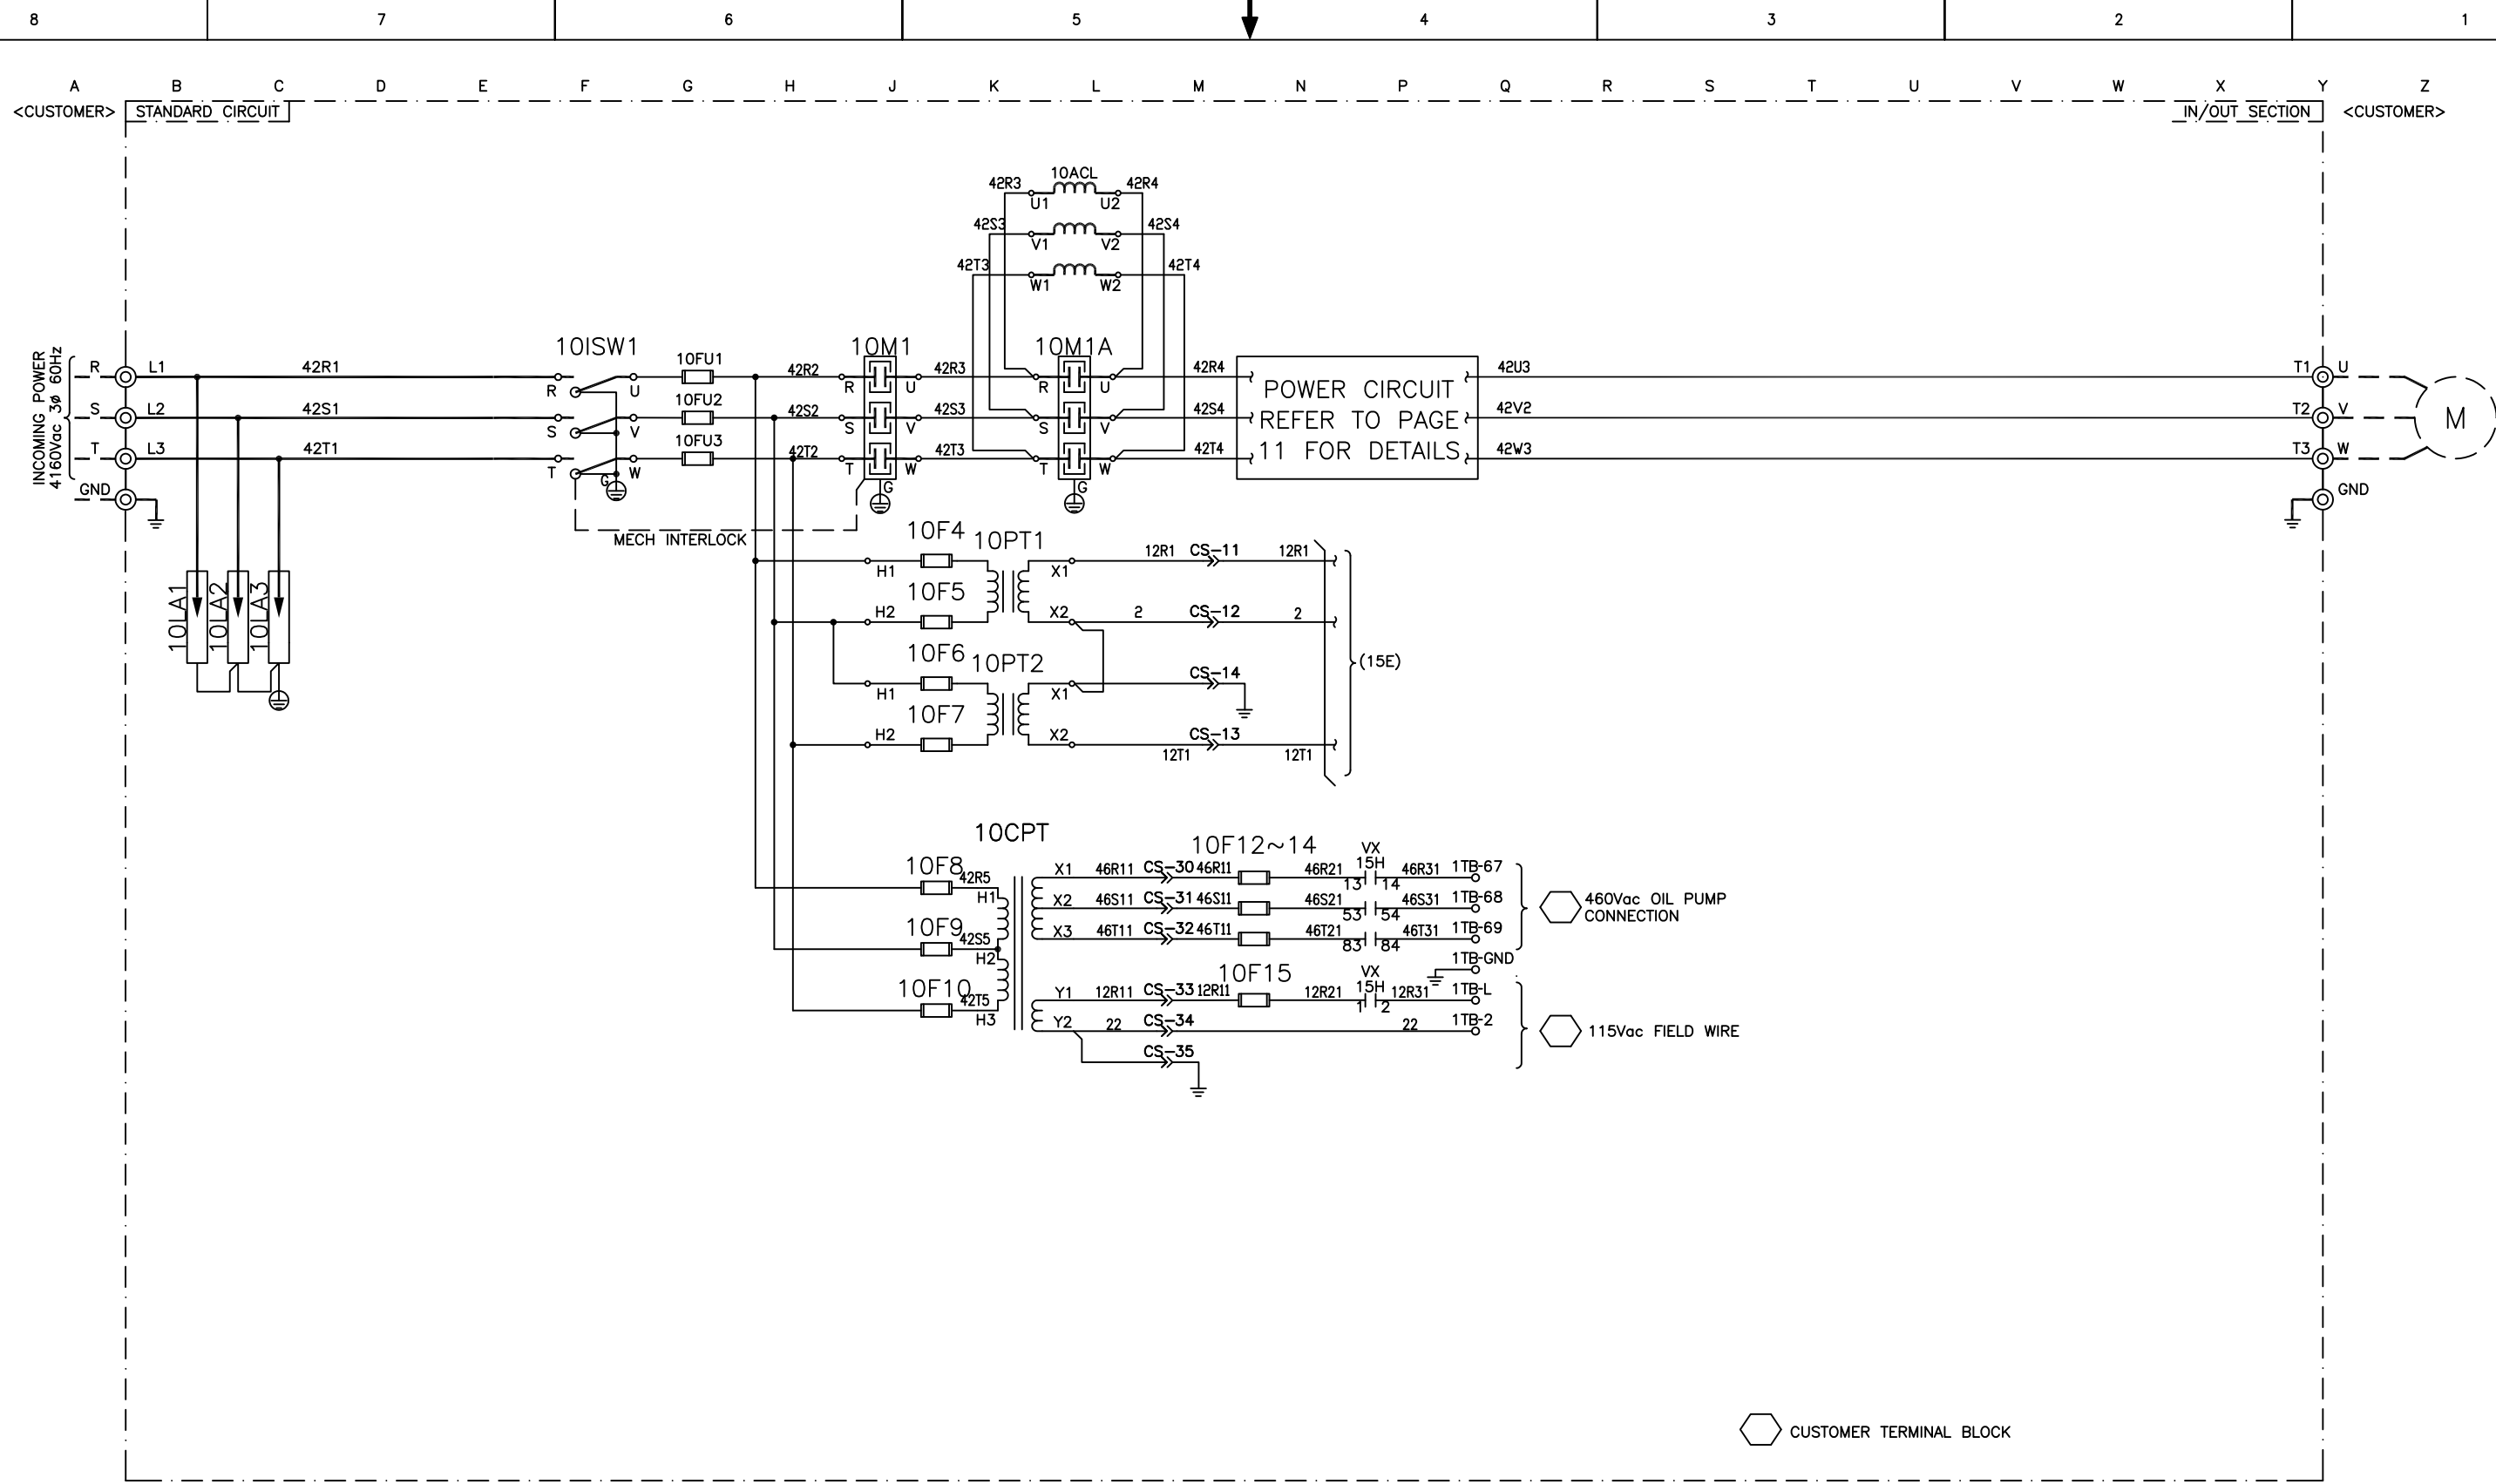 8 7 6 5 4 3 2 1
A B C D E F G H J K L M N P Q R S T U V W X Y Z
<CUSTOMER> STANDARD CIRCUIT IN/OUT SECTION <CUSTOMER>
10ACL
42R3 42R4
U1 U2
42S3 42S4
V1 V2
42T3 42T4
W1 W2
INCOMING POWER
4160Vac 3ø 60Hz
10ISW1 10M1 10M1A
R L1 42R1 R U 10FU1 42R2 R U 42R3 R U 42R4
S L2 42S1 S V 10FU2 42S2 S V 42S3 S V 42S4
T L3 42T1 T W 10FU3 42T2 T W 42T3 T W 42T4
GND G G G
POWER CIRCUIT
REFER TO PAGE
11 FOR DETAILS
42U3 T1 U
42V2 T2 V
42W3 T3 W
GND
M
MECH INTERLOCK
10LA1
10LA2
10LA3
10F4 10PT1
H1 X1 12R1 CS-11 12R1
10F5
H2 X2 2 CS-12 2
10F6 10PT2
H1 X1 CS-14
(15E)
10F7
H2 X2 CS-13
12T1 12T1
10CPT
10F8 42R5
H1
10F9 42S5
H2
10F10 42T5
H3
10F12~14
VX
15H
X1 46R11 CS-30 46R11 46R21 13 14 46R31 1TB-67
X2 46S11 CS-31 46S11 46S21 53 54 46S31 1TB-68
X3 46T11 CS-32 46T11 46T21 83 84 46T31 1TB-69
460Vac OIL PUMP
CONNECTION
1TB-GND
10F15
VX
15H
Y1 12R11 CS-33 12R11 12R21 1 2 12R31 1TB-L
Y2 22 CS-34 22 1TB-2
CS-35
115Vac FIELD WIRE
CUSTOMER TERMINAL BLOCK